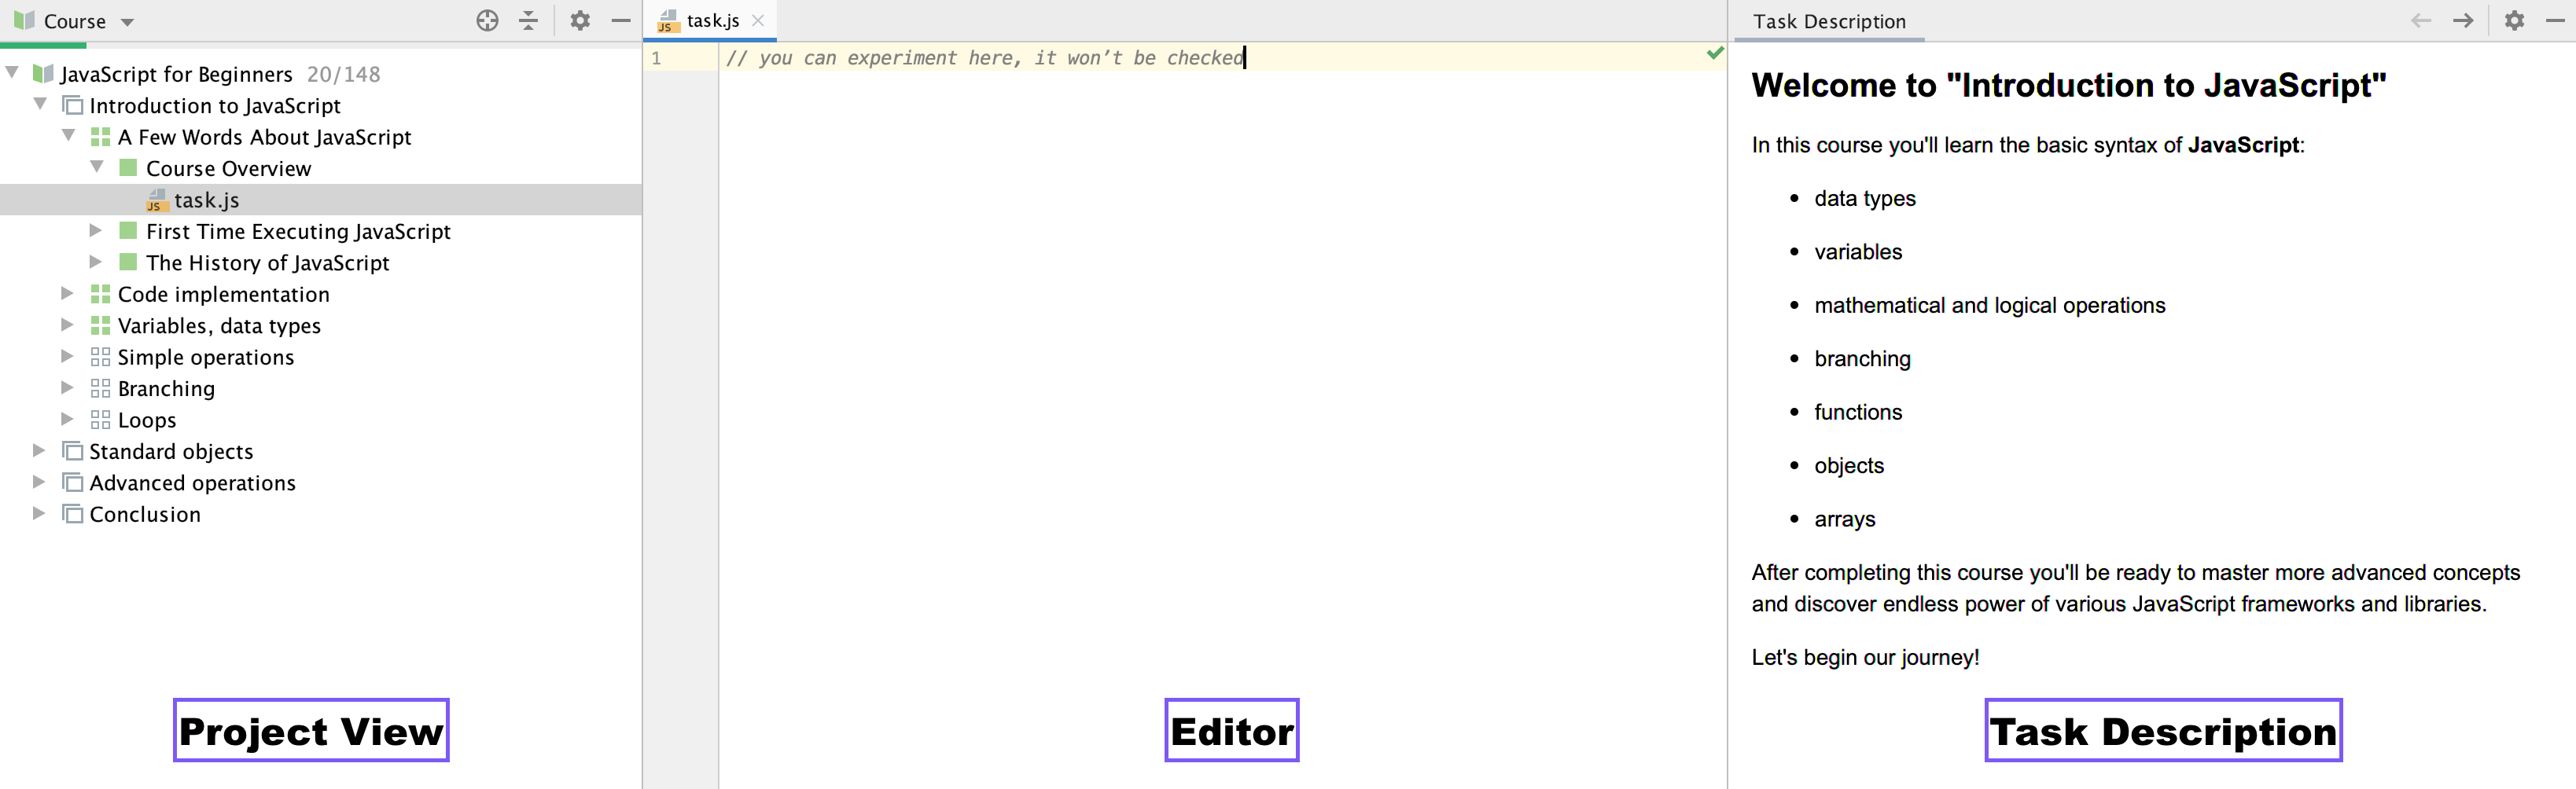 Course
JavaScript for Beginners 20/148
Introduction to JavaScript
A Few Words About JavaScript
Course Overview
task.js
First Time Executing JavaScript
The History of JavaScript
Code implementation
Variables, data types
Simple operations
Branching
Loops
Standard objects
Advanced operations
Conclusion
Project View
JS task.js
1 // you can experiment here, it won’t be checked
Editor
Task Description
Welcome to "Introduction to JavaScript"
In this course you'll learn the basic syntax of JavaScript:
• data types
• variables
• mathematical and logical operations
• branching
• functions
• objects
• arrays
After completing this course you'll be ready to master more advanced concepts
and discover endless power of various JavaScript frameworks and libraries.
Let's begin our journey!
Task Description